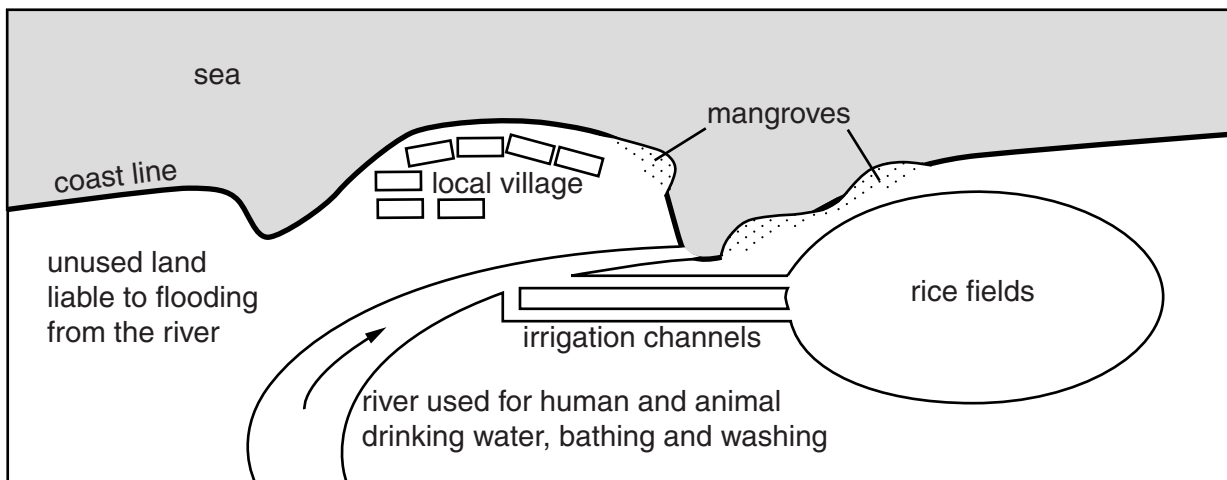 sea
mangroves
coast line
local village
unused land
liable to flooding
from the river
rice fields
irrigation channels
river used for human and animal
drinking water, bathing and washing